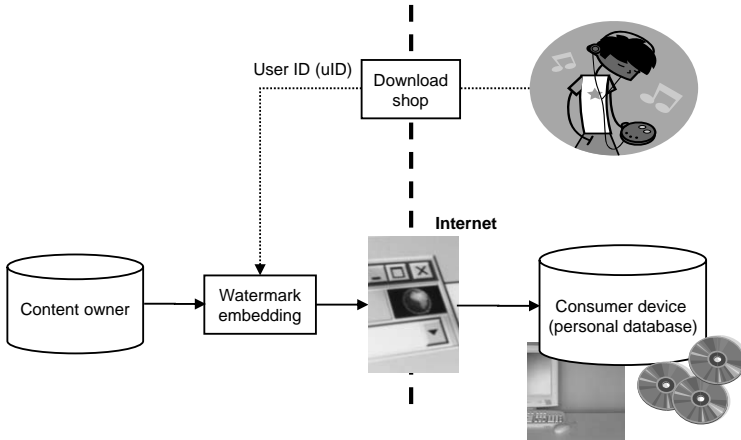 User ID (uID)
Download
shop
Internet
Content owner
Watermark
embedding
Consumer device
(personal database)